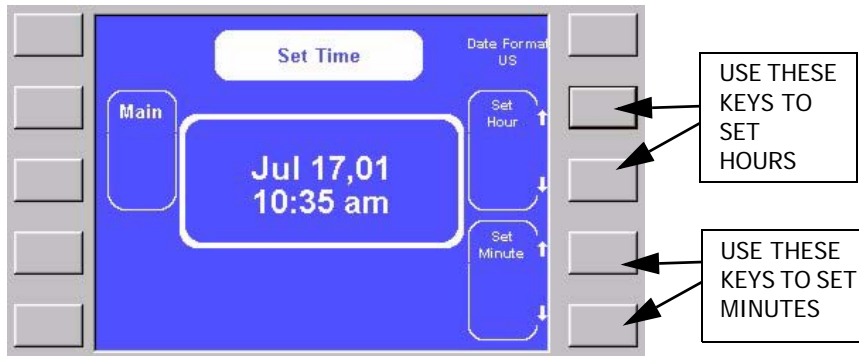 Set Time
Date Format
US
Main
Set
Hour
Jul 17,01
10:35 am
Set
Minute
USE THESE
KEYS TO
SET
HOURS
USE THESE
KEYS TO SET
MINUTES